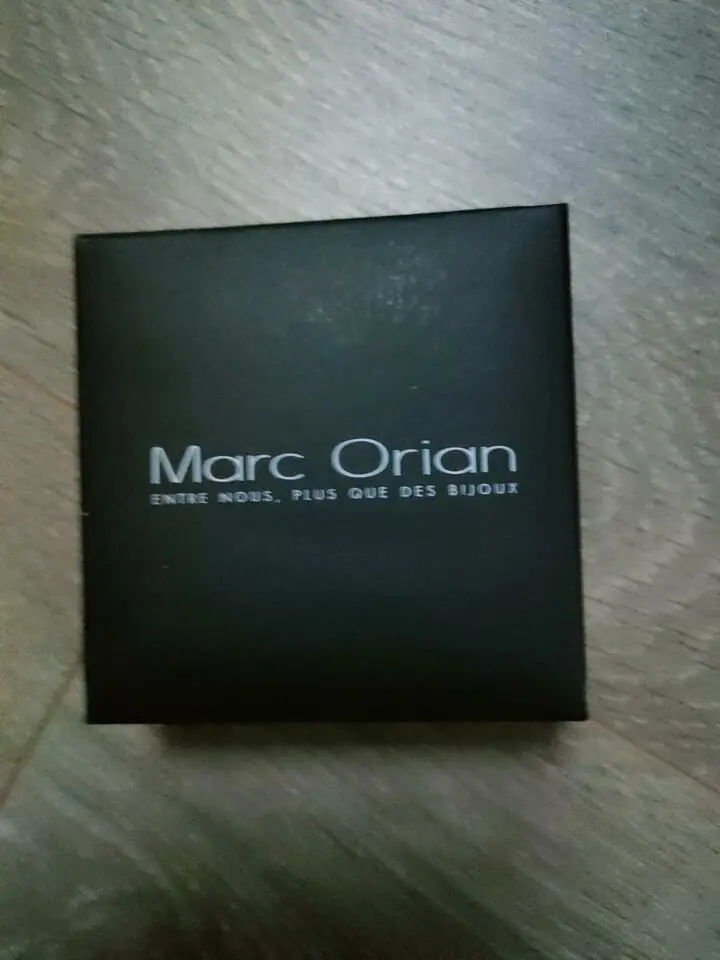 Marc Orian
ENTRE NOUS, PLUS QUE DES BIJOUX